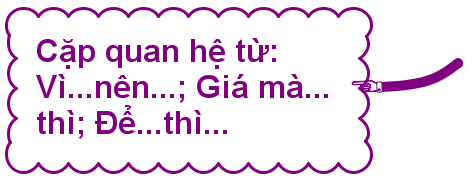 Cặp quan hệ từ:
Vì...nên...; Giá mà...
thì; Để...thì...